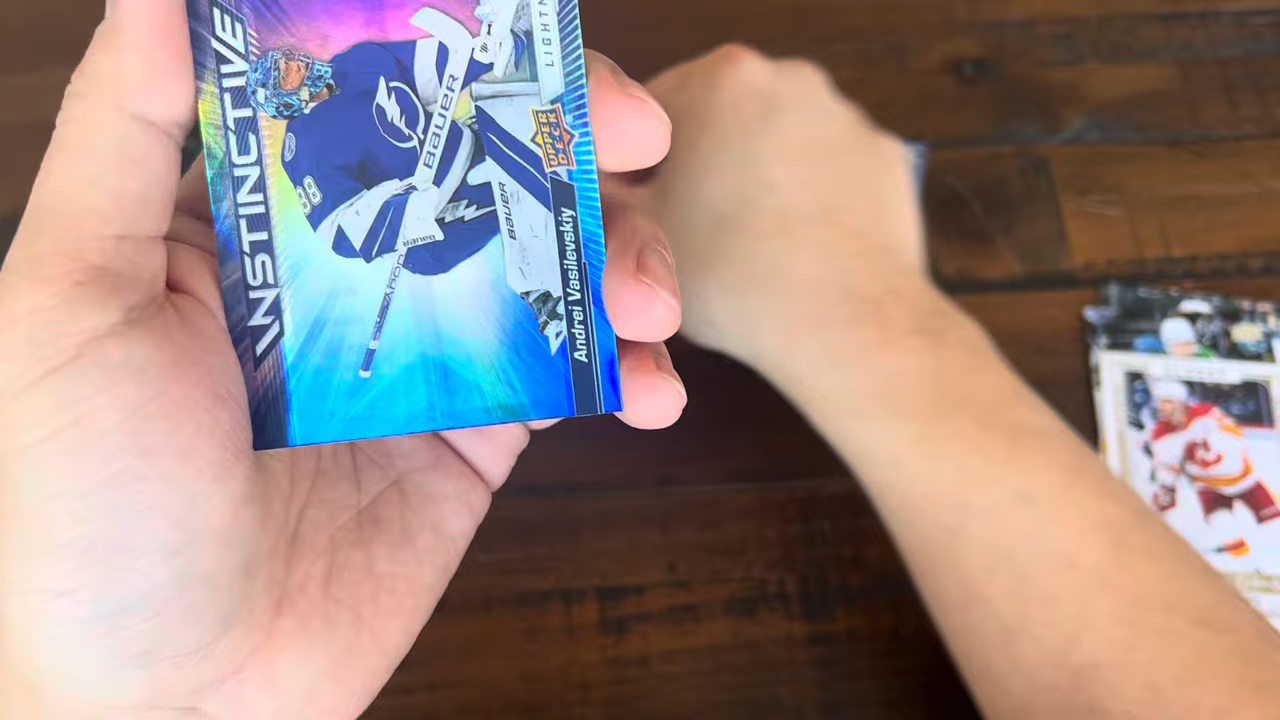 INSTINCTIVE
LIGHTN
BAUER
88
UPPER
DECK
BAUER
BAUER
Andrei Vasilevskiy